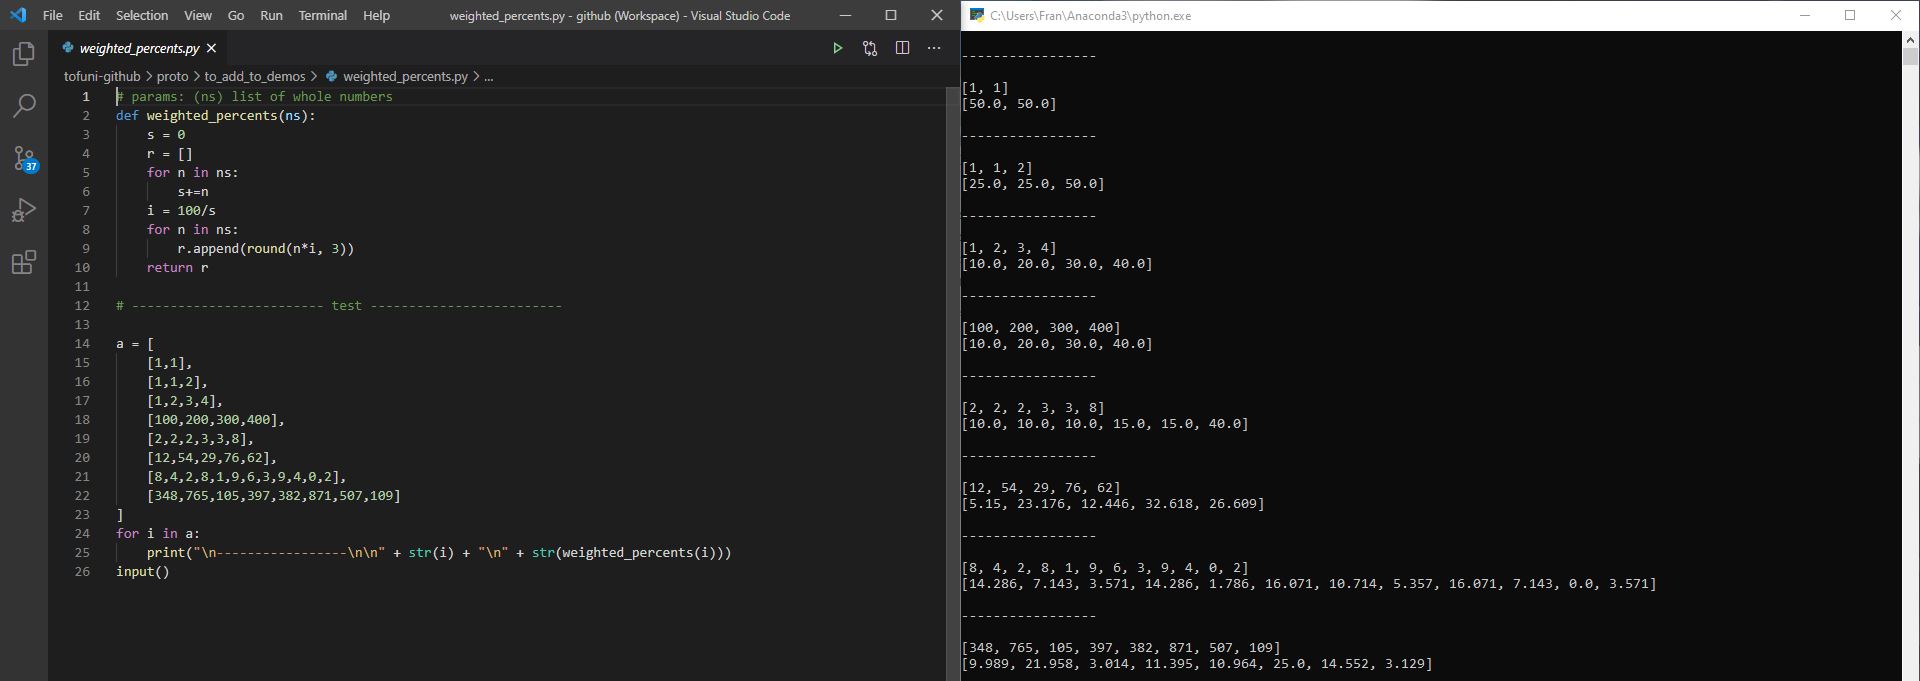 File Edit Selection View Go Run Terminal Help weighted_percents.py - github (Workspace) - Visual Studio Code
weighted_percents.py
tofuni-github > proto > to_add_to_demos > weighted_percents.py > ...
37
1 # params: (ns) list of whole numbers
2 def weighted_percents(ns):
3 s = 0
4 r = []
5 for n in ns:
6 s+=n
7 i = 100/s
8 for n in ns:
9 r.append(round(n*i, 3))
10 return r
11
12 # ------------------------- test -------------------------
13
14 a = [
15 [1,1],
16 [1,1,2],
17 [1,2,3,4],
18 [100,200,300,400],
19 [2,2,2,3,3,8],
20 [12,54,29,76,62],
21 [8,4,2,8,1,9,6,3,9,4,0,2],
22 [348,765,105,397,382,871,507,109]
23 ]
24 for i in a:
25 print("\n-----------------\n\n" + str(i) + "\n" + str(weighted_percents(i)))
26 input()
C:\Users\Fran\Anaconda3\python.exe
-----------------
[1, 1]
[50.0, 50.0]
-----------------
[1, 1, 2]
[25.0, 25.0, 50.0]
-----------------
[1, 2, 3, 4]
[10.0, 20.0, 30.0, 40.0]
-----------------
[100, 200, 300, 400]
[10.0, 20.0, 30.0, 40.0]
-----------------
[2, 2, 2, 3, 3, 8]
[10.0, 10.0, 10.0, 15.0, 15.0, 40.0]
-----------------
[12, 54, 29, 76, 62]
[5.15, 23.176, 12.446, 32.618, 26.609]
-----------------
[8, 4, 2, 8, 1, 9, 6, 3, 9, 4, 0, 2]
[14.286, 7.143, 3.571, 14.286, 1.786, 16.071, 10.714, 5.357, 16.071, 7.143, 0.0, 3.571]
-----------------
[348, 765, 105, 397, 382, 871, 507, 109]
[9.989, 21.958, 3.014, 11.395, 10.964, 25.0, 14.552, 3.129]